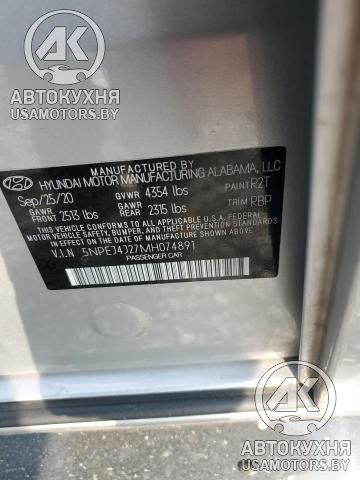 АК
АВТОКУХНЯ
USAMOTORS.BY
MANUFACTURED BY
HYUNDAI MOTOR MANUFACTURING ALABAMA, LLC
Sep/25/20 GVWR 4354 lbs PAINT R2T
GAWR FRONT 2513 lbs GAWR REAR 2315 lbs TRIM RBP
THIS VEHICLE CONFORMS TO ALL APPLICABLE U.S. FEDERAL MOTOR
VEHICLE SAFETY, BUMPER, AND THEFT PREVENTION STANDARDS
IN EFFECT ON THE DATE OF MANUFACTURE SHOWN ABOVE.
V.I.N 5NPEJ4J27MH074891
PASSENGER CAR
АК
АВТОКУХНЯ
USAMOTORS.BY